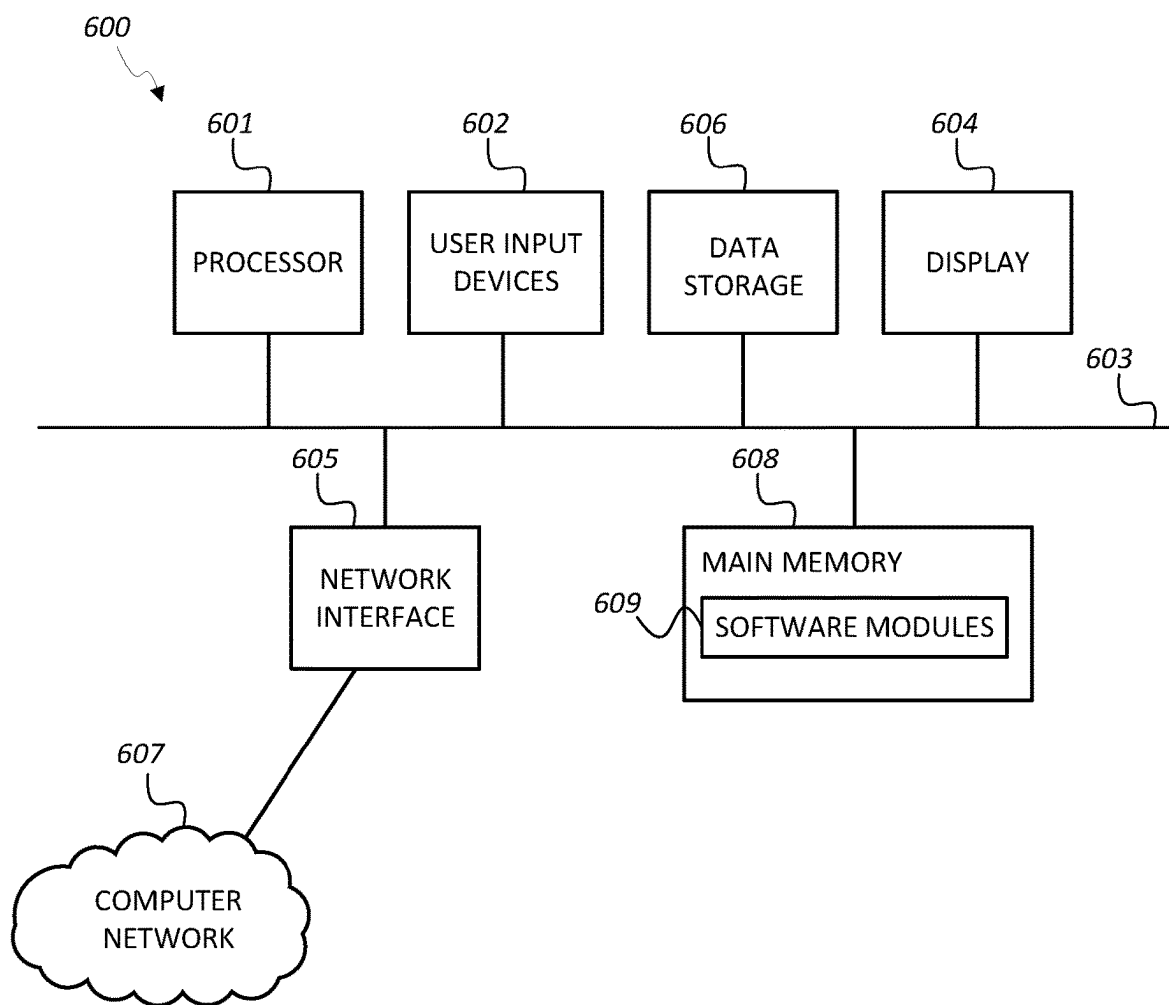 600
601
602
606
604
PROCESSOR
USER INPUT
DEVICES
DATA
STORAGE
DISPLAY
603
605
608
NETWORK
INTERFACE
MAIN MEMORY
609
SOFTWARE MODULES
607
COMPUTER
NETWORK